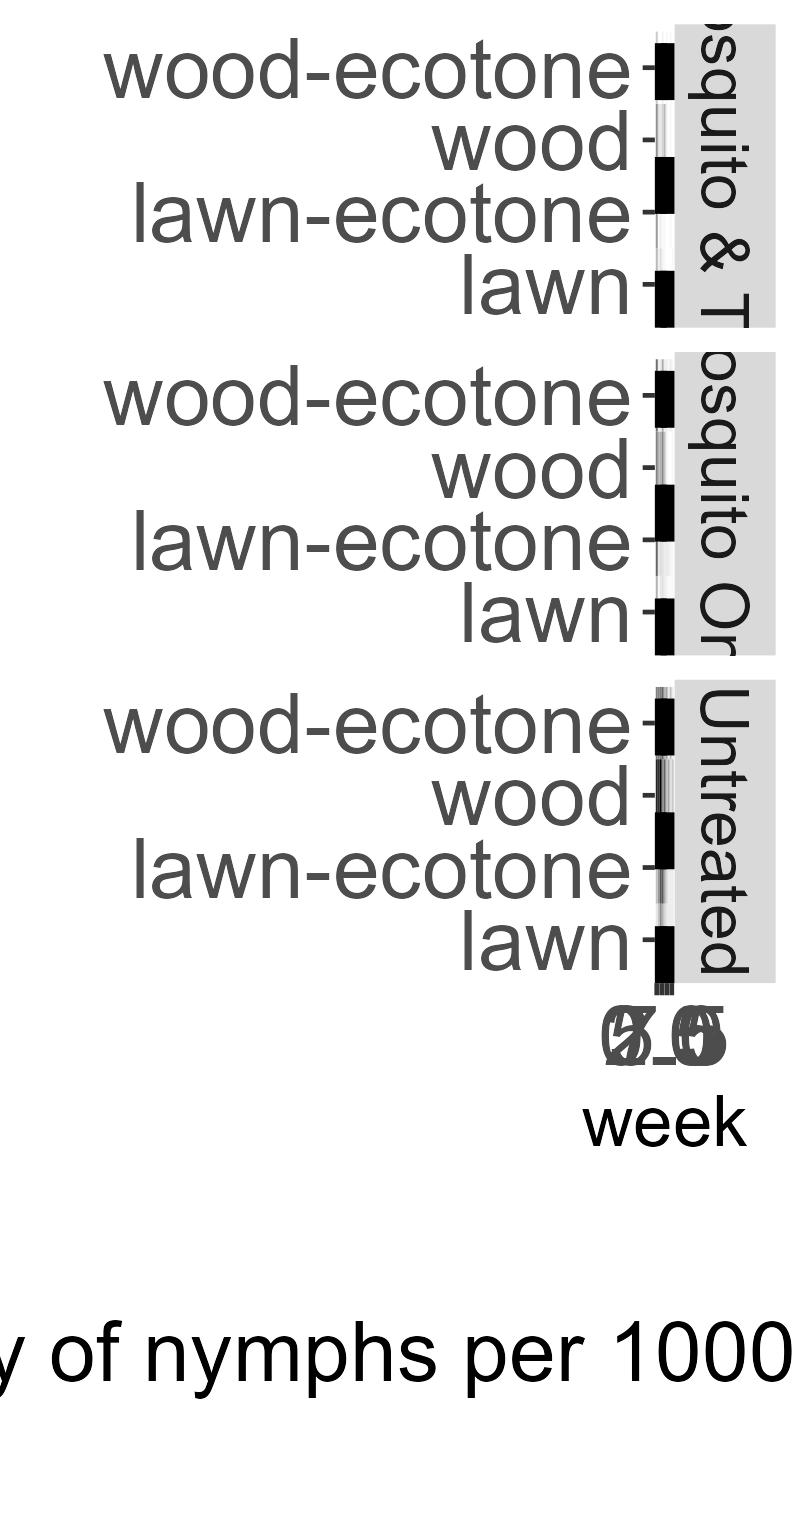 wood-ecotone
wood
lawn-ecotone
lawn
osquito & T
wood-ecotone
wood
lawn-ecotone
lawn
osquito Or
wood-ecotone
wood
lawn-ecotone
lawn
Untreated
week
y of nymphs per 1000